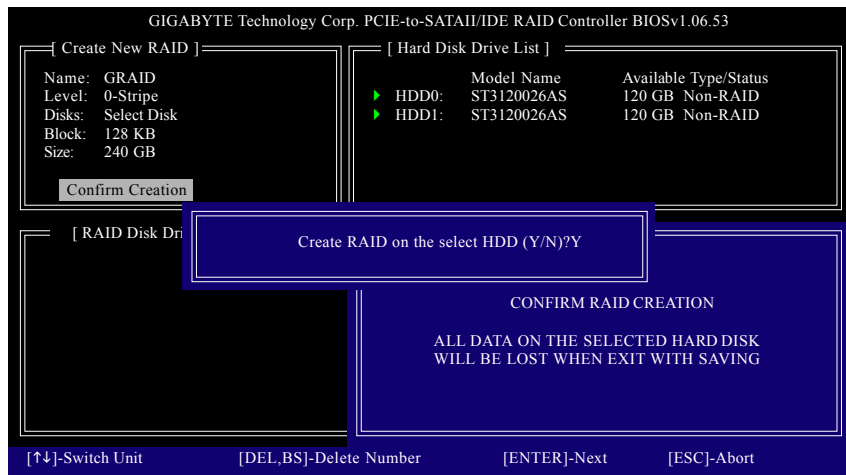 GIGABYTE Technology Corp. PCIE-to-SATAII/IDE RAID Controller BIOSv1.06.53
[ Create New RAID ]
Name: GRAID
Level: 0-Stripe
Disks: Select Disk
Block: 128 KB
Size: 240 GB
Confirm Creation
[ Hard Disk Drive List ]
Model Name Available Type/Status
HDD0: ST3120026AS 120 GB Non-RAID
HDD1: ST3120026AS 120 GB Non-RAID
[ RAID Disk Dri
Create RAID on the select HDD (Y/N)?Y
CONFIRM RAID CREATION
ALL DATA ON THE SELECTED HARD DISK
WILL BE LOST WHEN EXIT WITH SAVING
[↑↓]-Switch Unit [DEL,BS]-Delete Number [ENTER]-Next [ESC]-Abort